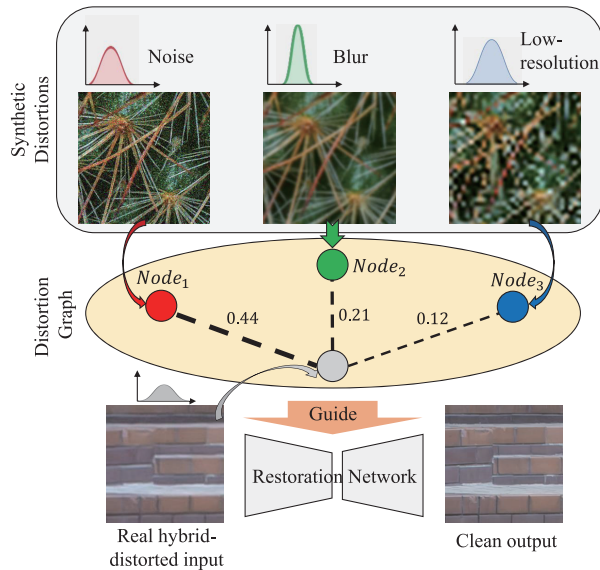 Noise
Blur
Low-
resolution
Synthetic
Distortions
Node1
Node2
Node3
0.44
0.21
0.12
Distortion
Graph
Guide
Restoration Network
Real hybrid-
distorted input
Clean output